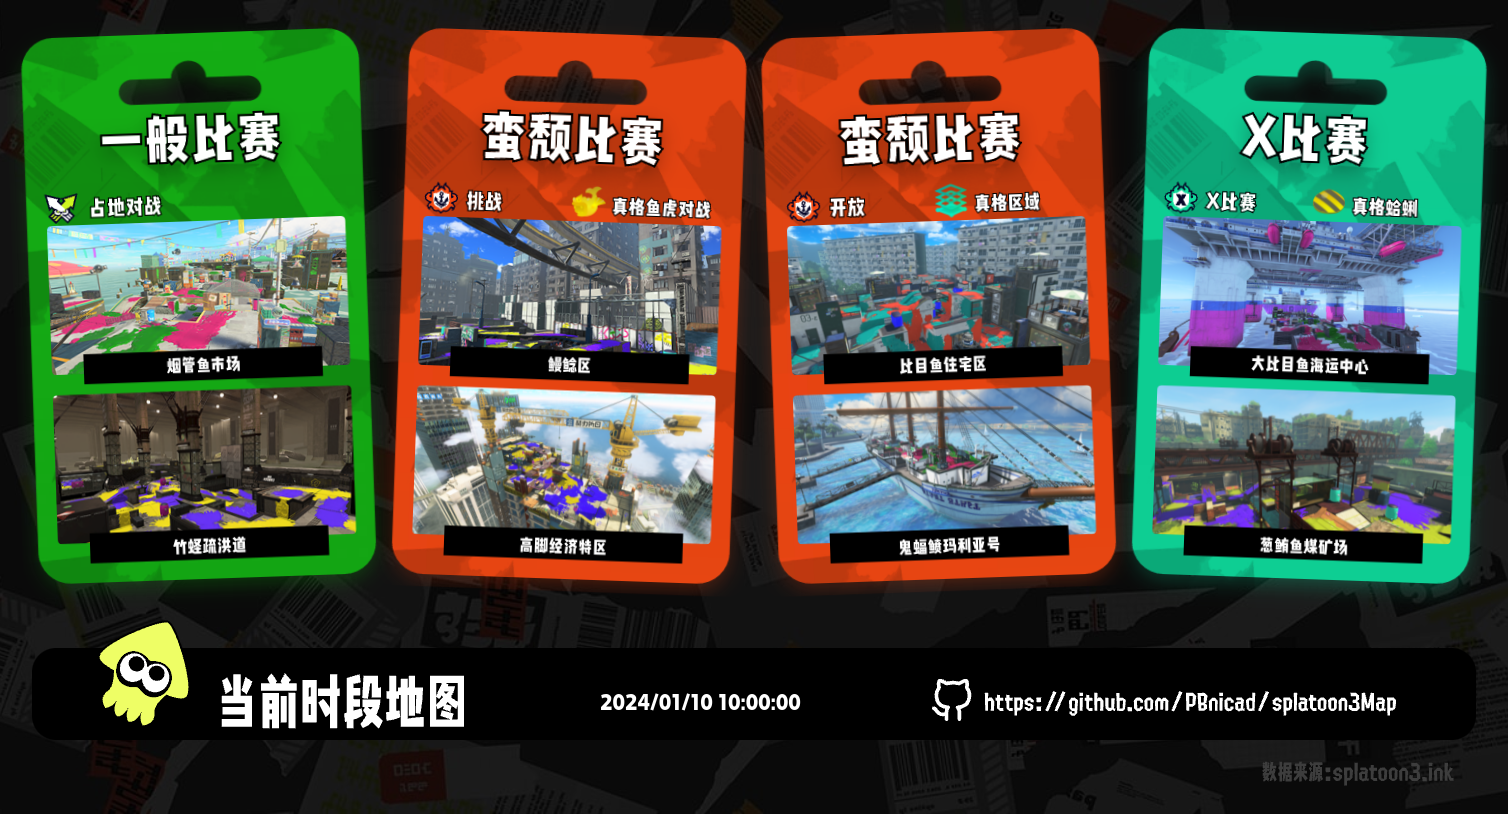 一般比赛
占地对战
烟管鱼市场
竹蛏疏洪道
蛮颓比赛
挑战
真格鱼虎对战
鳗鲶区
高脚经济特区
蛮颓比赛
开放
真格区域
比目鱼住宅区
鬼蝠鲼玛利亚号
X比赛
X比赛
真格蛤蜊
大比目鱼海运中心
葱鲔鱼煤矿场
当前时段地图
2024/01/10 10:00:00
https://github.com/PBnicad/splatoon3Map
数据来源:splatoon3.ink